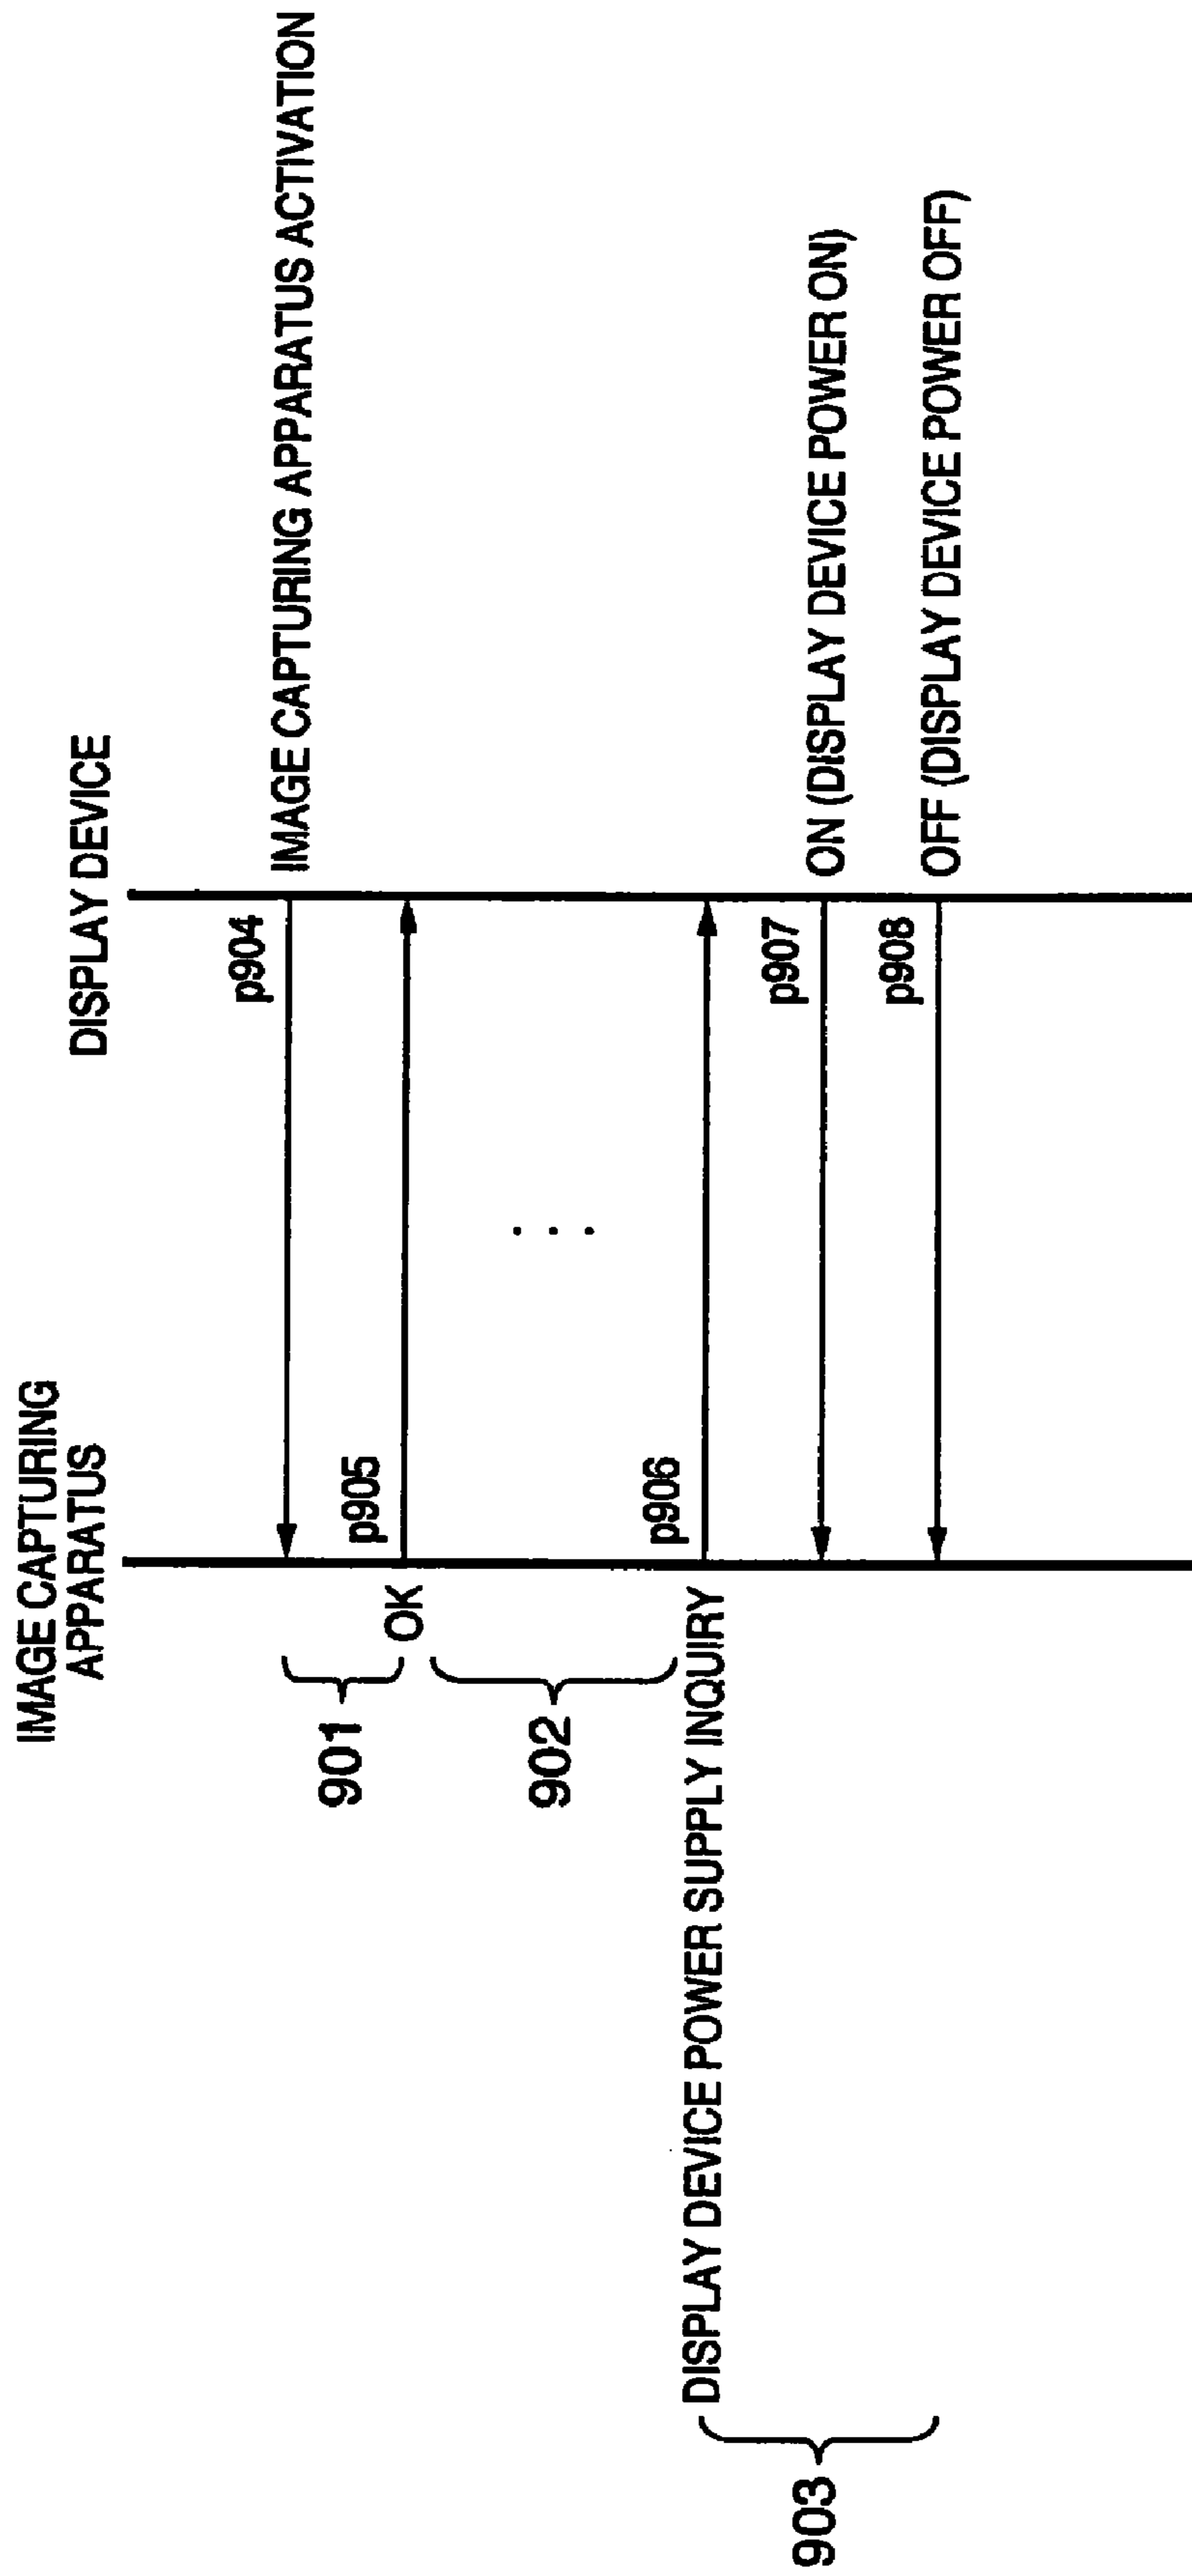 IMAGE CAPTURING
APPARATUS
DISPLAY DEVICE
p904
IMAGE CAPTURING APPARATUS ACTIVATION
901
OK
p905
902
. . .
DISPLAY DEVICE POWER SUPPLY INQUIRY
p906
903
p907
ON (DISPLAY DEVICE POWER ON)
p908
OFF (DISPLAY DEVICE POWER OFF)